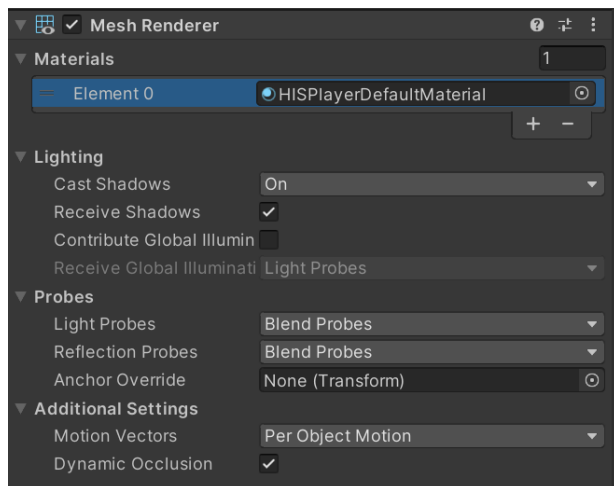 Mesh Renderer
Materials 1
Element 0 HISPlayerDefaultMaterial
+ −
Lighting
Cast Shadows On
Receive Shadows
Contribute Global Illumin
Receive Global Illuminati Light Probes
Probes
Light Probes Blend Probes
Reflection Probes Blend Probes
Anchor Override None (Transform)
Additional Settings
Motion Vectors Per Object Motion
Dynamic Occlusion